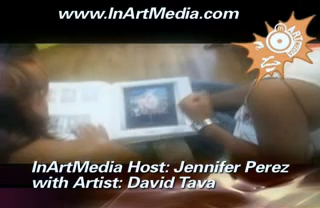 www.InArtMedia.com
InArtMedia Host: Jennifer Perez
with Artist: David Tava